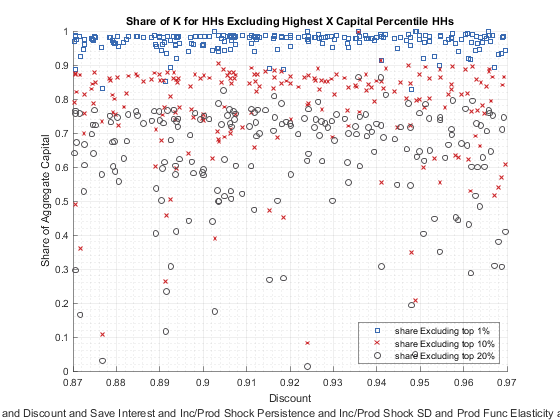 Share of K for HHs Excluding Highest X Capital Percentile HHs
1
0.9
0.8
0.7
0.6
0.5
0.4
0.3
0.2
0.1
0
Share of Aggregate Capital
0.87 0.88 0.89 0.9 0.91 0.92 0.93 0.94 0.95 0.96 0.97
Discount
share Excluding top 1%
share Excluding top 10%
share Excluding top 20%
and Discount and Save Interest and Inc/Prod Shock Persistence and Inc/Prod Shock SD and Prod Func Elasticity